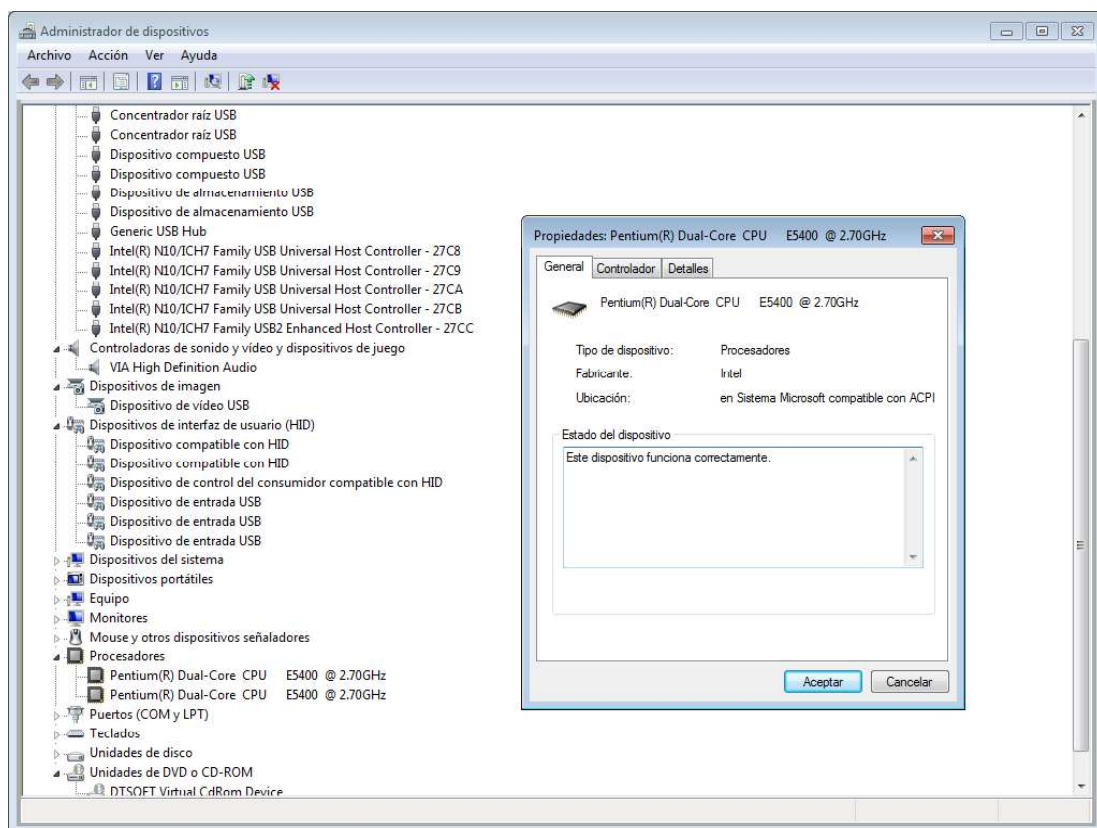 Administrador de dispositivos
Archivo Acción Ver Ayuda
Concentrador raíz USB
Concentrador raíz USB
Dispositivo compuesto USB
Dispositivo compuesto USB
Dispositivo de almacenamiento USB
Dispositivo de almacenamiento USB
Generic USB Hub
Intel(R) N10/ICH7 Family USB Universal Host Controller - 27C8
Intel(R) N10/ICH7 Family USB Universal Host Controller - 27C9
Intel(R) N10/ICH7 Family USB Universal Host Controller - 27CA
Intel(R) N10/ICH7 Family USB Universal Host Controller - 27CB
Intel(R) N10/ICH7 Family USB2 Enhanced Host Controller - 27CC
Controladoras de sonido y vídeo y dispositivos de juego
VIA High Definition Audio
Dispositivos de imagen
Dispositivo de vídeo USB
Dispositivos de interfaz de usuario (HID)
Dispositivo compatible con HID
Dispositivo compatible con HID
Dispositivo de control del consumidor compatible con HID
Dispositivo de entrada USB
Dispositivo de entrada USB
Dispositivo de entrada USB
Dispositivos del sistema
Dispositivos portátiles
Equipo
Monitores
Mouse y otros dispositivos señaladores
Procesadores
Pentium(R) Dual-Core CPU E5400 @ 2.70GHz
Pentium(R) Dual-Core CPU E5400 @ 2.70GHz
Puertos (COM y LPT)
Teclados
Unidades de disco
Unidades de DVD o CD-ROM
DTSOFT Virtual CdRom Device
Propiedades: Pentium(R) Dual-Core CPU E5400 @ 2.70GHz
General Controlador Detalles
Pentium(R) Dual-Core CPU E5400 @ 2.70GHz
Tipo de dispositivo: Procesadores
Fabricante: Intel
Ubicación: en Sistema Microsoft compatible con ACPI
Estado del dispositivo
Este dispositivo funciona correctamente.
Aceptar Cancelar